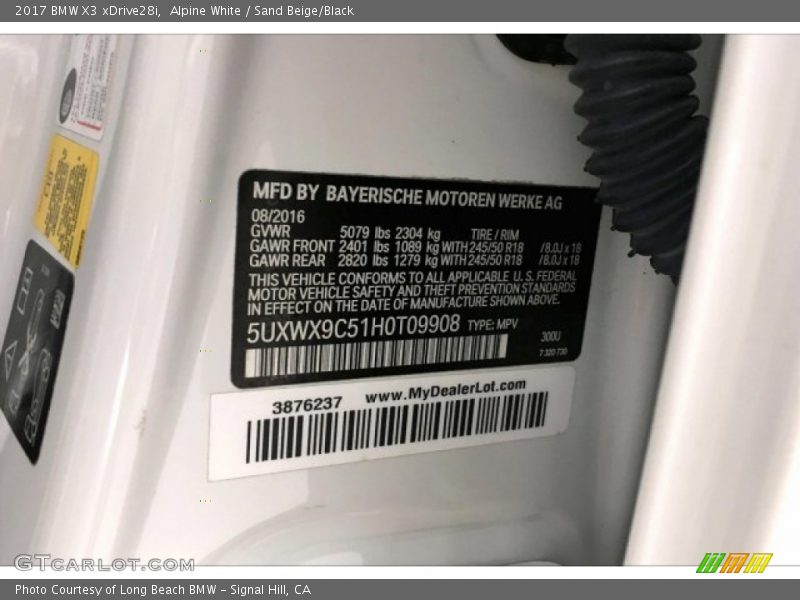 2017 BMW X3 xDrive28i,  Alpine White / Sand Beige/Black
MFD BY BAYERISCHE MOTOREN WERKE AG
08/2016
GVWR 5079 lbs 2304 kg TIRE / RIM
GAWR FRONT 2401 lbs 1089 kg WITH 245/50 R18 /8.0J x 18
GAWR REAR 2820 lbs 1279 kg WITH 245/50 R18 /8.0J x 18
THIS VEHICLE CONFORMS TO ALL APPLICABLE U.S. FEDERAL
MOTOR VEHICLE SAFETY AND THEFT PREVENTION STANDARDS
IN EFFECT ON THE DATE OF MANUFACTURE SHOWN ABOVE.
5UXWX9C51H0T09908 TYPE: MPV
300U
7 320 730
3876237 www.MyDealerLot.com
GTCARLOT.COM
Photo Courtesy of Long Beach BMW - Signal Hill, CA